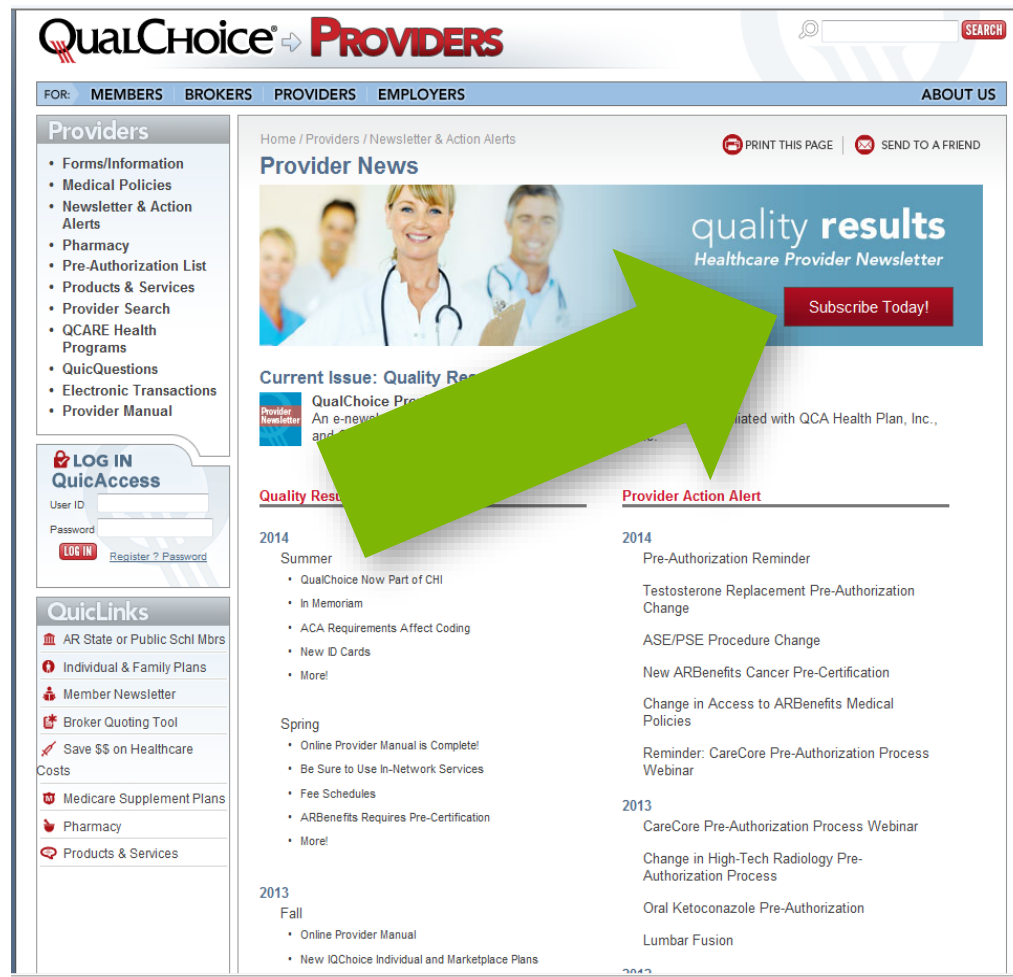 QualChoice® Providers
SEARCH
FOR: MEMBERS BROKERS PROVIDERS EMPLOYERS ABOUT US
Providers
• Forms/Information
• Medical Policies
• Newsletter & Action
Alerts
• Pharmacy
• Pre-Authorization List
• Products & Services
• Provider Search
• QCARE Health
Programs
• QuicQuestions
• Electronic Transactions
• Provider Manual
LOG IN
QuicAccess
User ID
Password
LOG IN Register ? Password
QuicLinks
AR State or Public Schl Mbrs
Individual & Family Plans
Member Newsletter
Broker Quoting Tool
Save $$ on Healthcare
Costs
Medicare Supplement Plans
Pharmacy
Products & Services
Home / Providers / Newsletter & Action Alerts
PRINT THIS PAGE SEND TO A FRIEND
Provider News
quality results
Healthcare Provider Newsletter
Subscribe Today!
Current Issue: Quality
Provider
Newsletter
QualChoice
An
iated with QCA Health Plan, Inc.,
and
Quality
2014
Summer
• QualChoice Now Part of CHI
• In Memoriam
• ACA Requirements Affect Coding
• New ID Cards
• More!
Spring
• Online Provider Manual is Complete!
• Be Sure to Use In-Network Services
• Fee Schedules
• ARBenefits Requires Pre-Certification
• More!
2013
Fall
• Online Provider Manual
• New IQChoice Individual and Marketplace Plans
Provider Action Alert
2014
Pre-Authorization Reminder
Testosterone Replacement Pre-Authorization
Change
ASE/PSE Procedure Change
New ARBenefits Cancer Pre-Certification
Change in Access to ARBenefits Medical
Policies
Reminder: CareCore Pre-Authorization Process
Webinar
2013
CareCore Pre-Authorization Process Webinar
Change in High-Tech Radiology Pre-
Authorization Process
Oral Ketoconazole Pre-Authorization
Lumbar Fusion